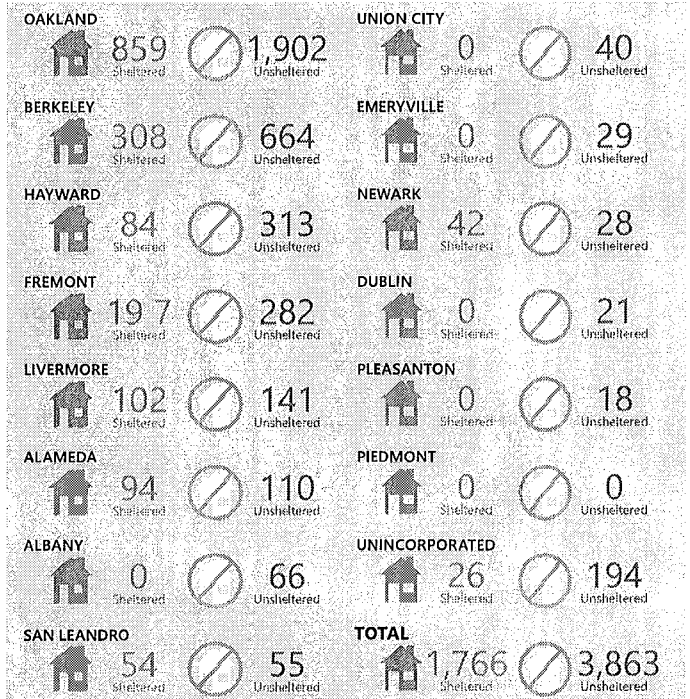 OAKLAND
859 1,902
Sheltered Unsheltered
BERKELEY
308 664
Sheltered Unsheltered
HAYWARD
84 313
Sheltered Unsheltered
FREMONT
19 7 282
Sheltered Unsheltered
LIVERMORE
102 141
Sheltered Unsheltered
ALAMEDA
94 110
Sheltered Unsheltered
ALBANY
0 66
Sheltered Unsheltered
SAN LEANDRO
54 55
Sheltered Unsheltered
UNION CITY
0 40
Sheltered Unsheltered
EMERYVILLE
0 29
Sheltered Unsheltered
NEWARK
42 28
Sheltered Unsheltered
DUBLIN
0 21
Sheltered Unsheltered
PLEASANTON
0 18
Sheltered Unsheltered
PIEDMONT
0 0
Sheltered Unsheltered
UNINCORPORATED
26 194
Sheltered Unsheltered
TOTAL
1,766 3,863
Sheltered Unsheltered